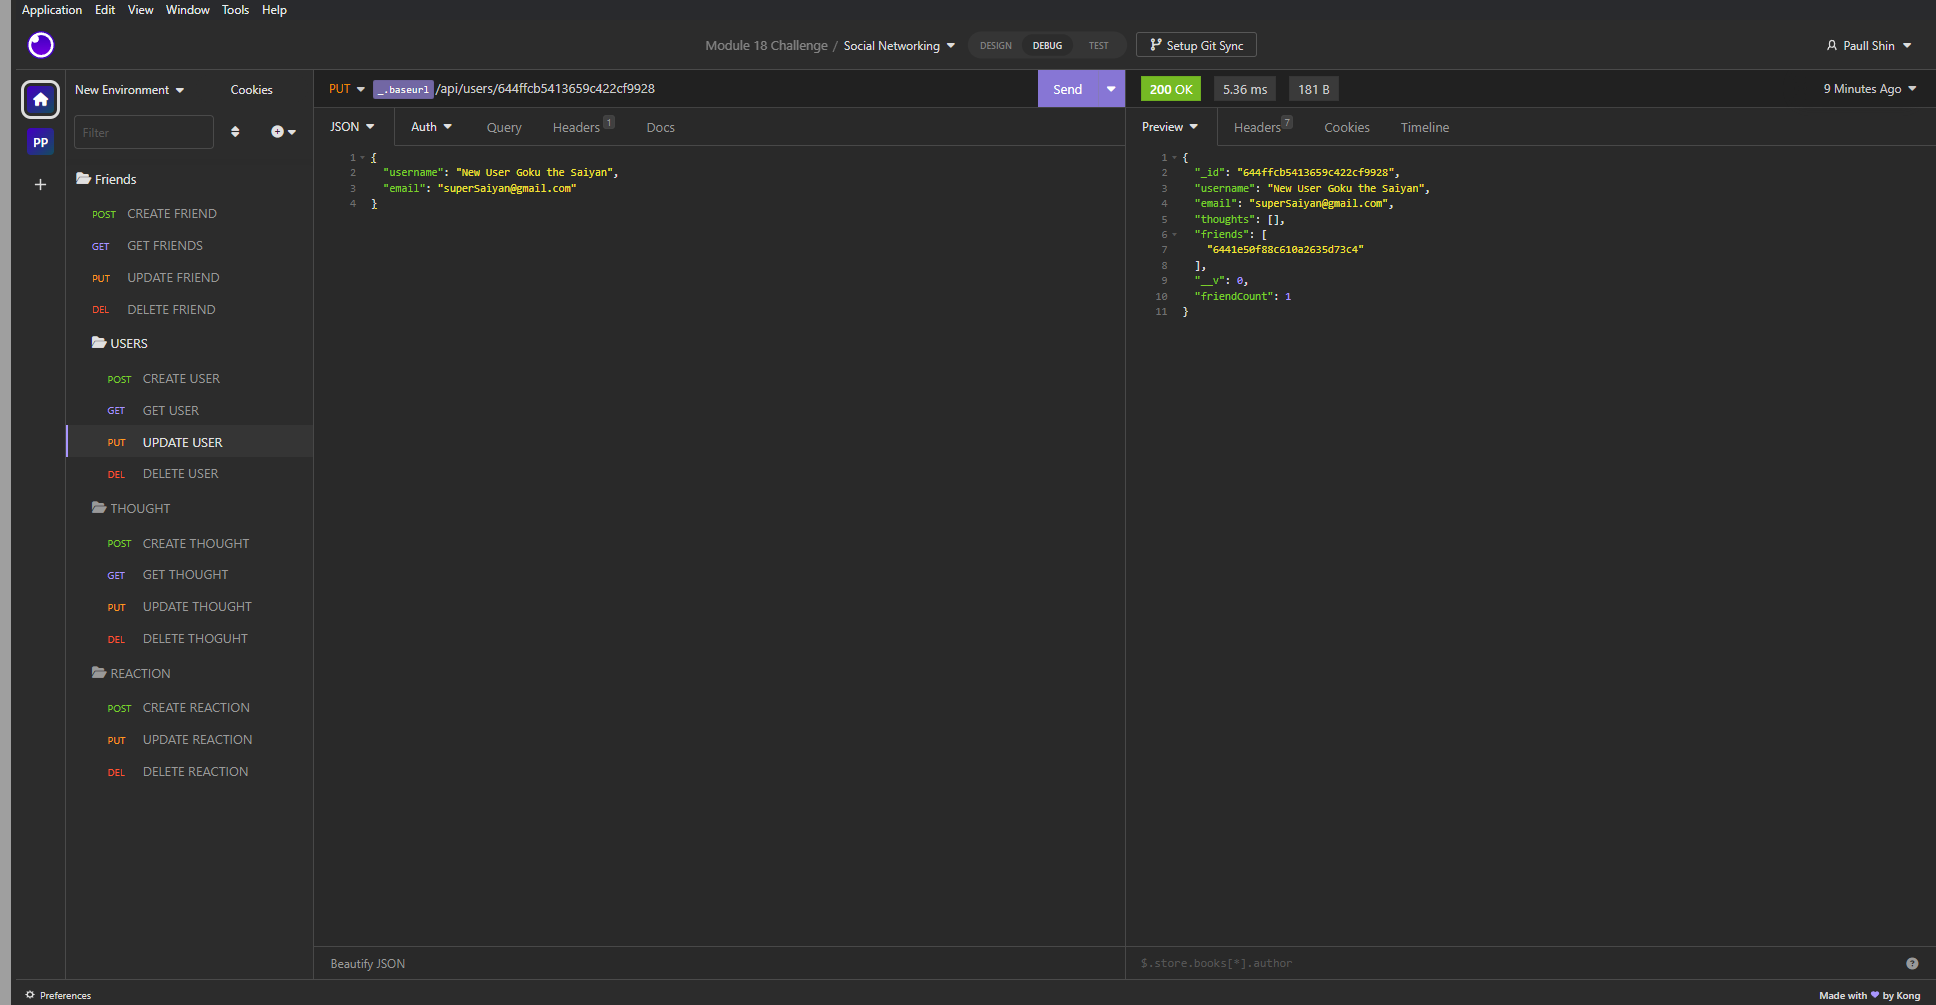 Application Edit View Window Tools Help
Module 18 Challenge / Social Networking DESIGN DEBUG TEST Setup Git Sync Paull Shin
New Environment Cookies
PUT _.baseurl /api/users/644ffcb5413659c422cf9928 Send 200 OK 5.36 ms 181 B 9 Minutes Ago
Filter
PP
JSON Auth Query Headers 1 Docs
Preview Headers 7 Cookies Timeline
Friends
POST CREATE FRIEND
GET GET FRIENDS
PUT UPDATE FRIEND
DEL DELETE FRIEND
USERS
POST CREATE USER
GET GET USER
PUT UPDATE USER
DEL DELETE USER
THOUGHT
POST CREATE THOUGHT
GET GET THOUGHT
PUT UPDATE THOUGHT
DEL DELETE THOGUHT
REACTION
POST CREATE REACTION
PUT UPDATE REACTION
DEL DELETE REACTION
1 {
2 "username": "New User Goku the Saiyan",
3 "email": "superSaiyan@gmail.com"
4 }
1 {
2 "_id": "644ffcb5413659c422cf9928",
3 "username": "New User Goku the Saiyan",
4 "email": "superSaiyan@gmail.com",
5 "thoughts": [],
6 "friends": [
7 "6441e50f88c610a2635d73c4"
8 ],
9 "__v": 0,
10 "friendCount": 1
11 }
Beautify JSON
$.store.books[*].author
?
Preferences
Made with ♥ by Kong